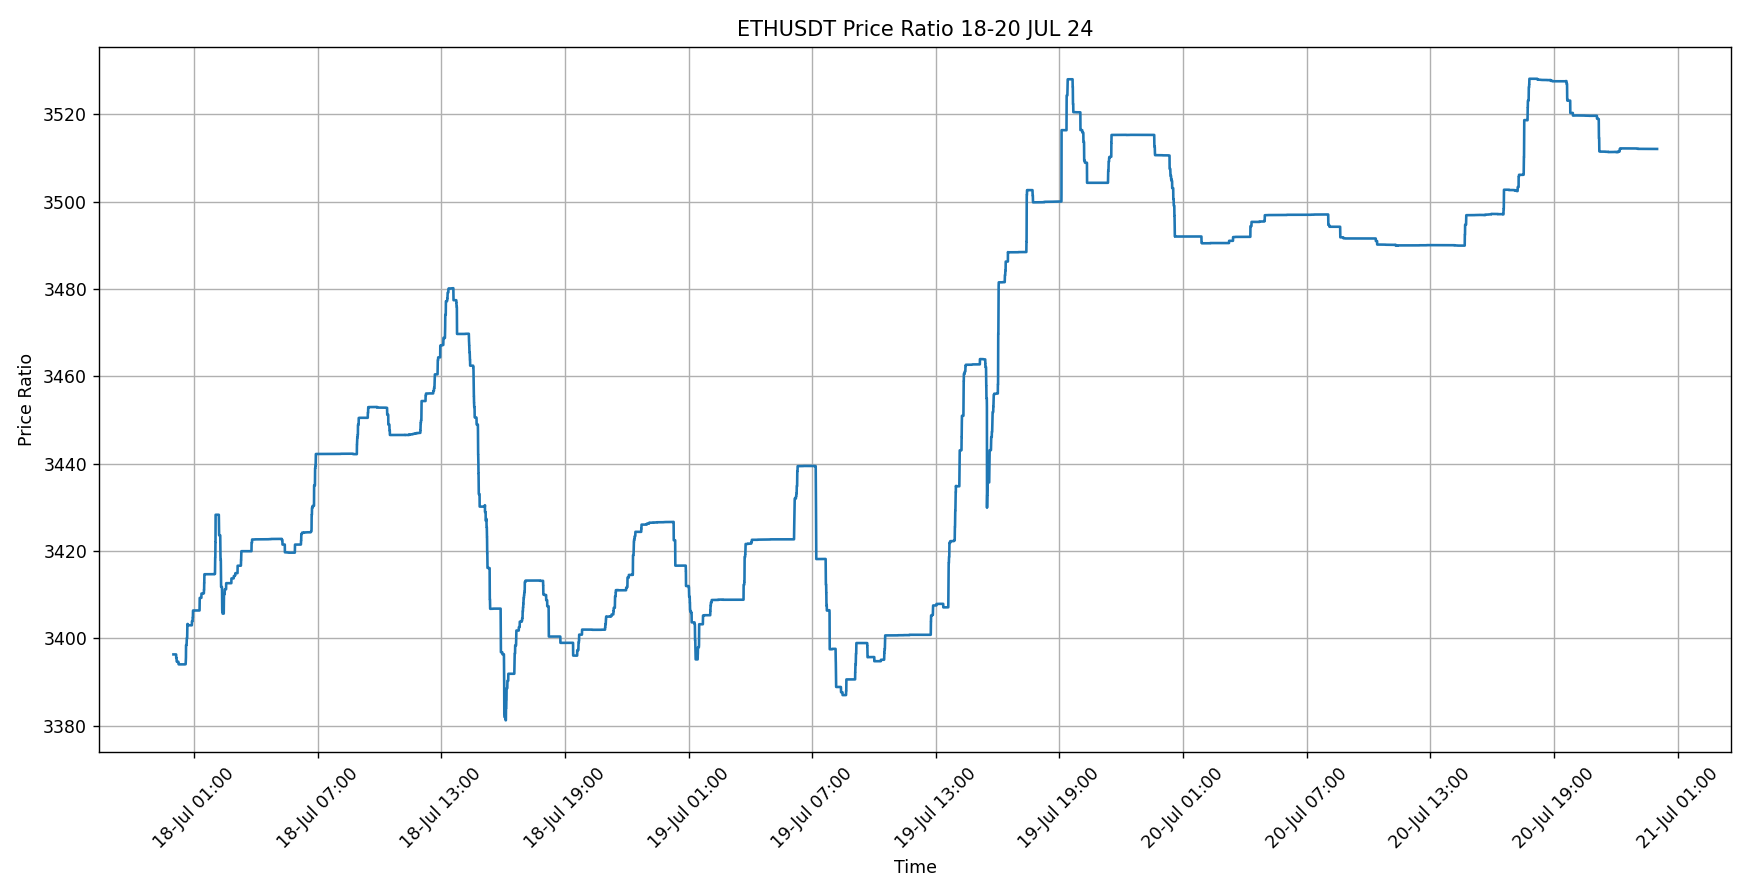 ETHUSDT Price Ratio 18-20 JUL 24
Price Ratio
3520
3500
3480
3460
3440
3420
3400
3380
18-Jul 01:00
18-Jul 07:00
18-Jul 13:00
18-Jul 19:00
19-Jul 01:00
19-Jul 07:00
19-Jul 13:00
19-Jul 19:00
20-Jul 01:00
20-Jul 07:00
20-Jul 13:00
20-Jul 19:00
21-Jul 01:00
Time